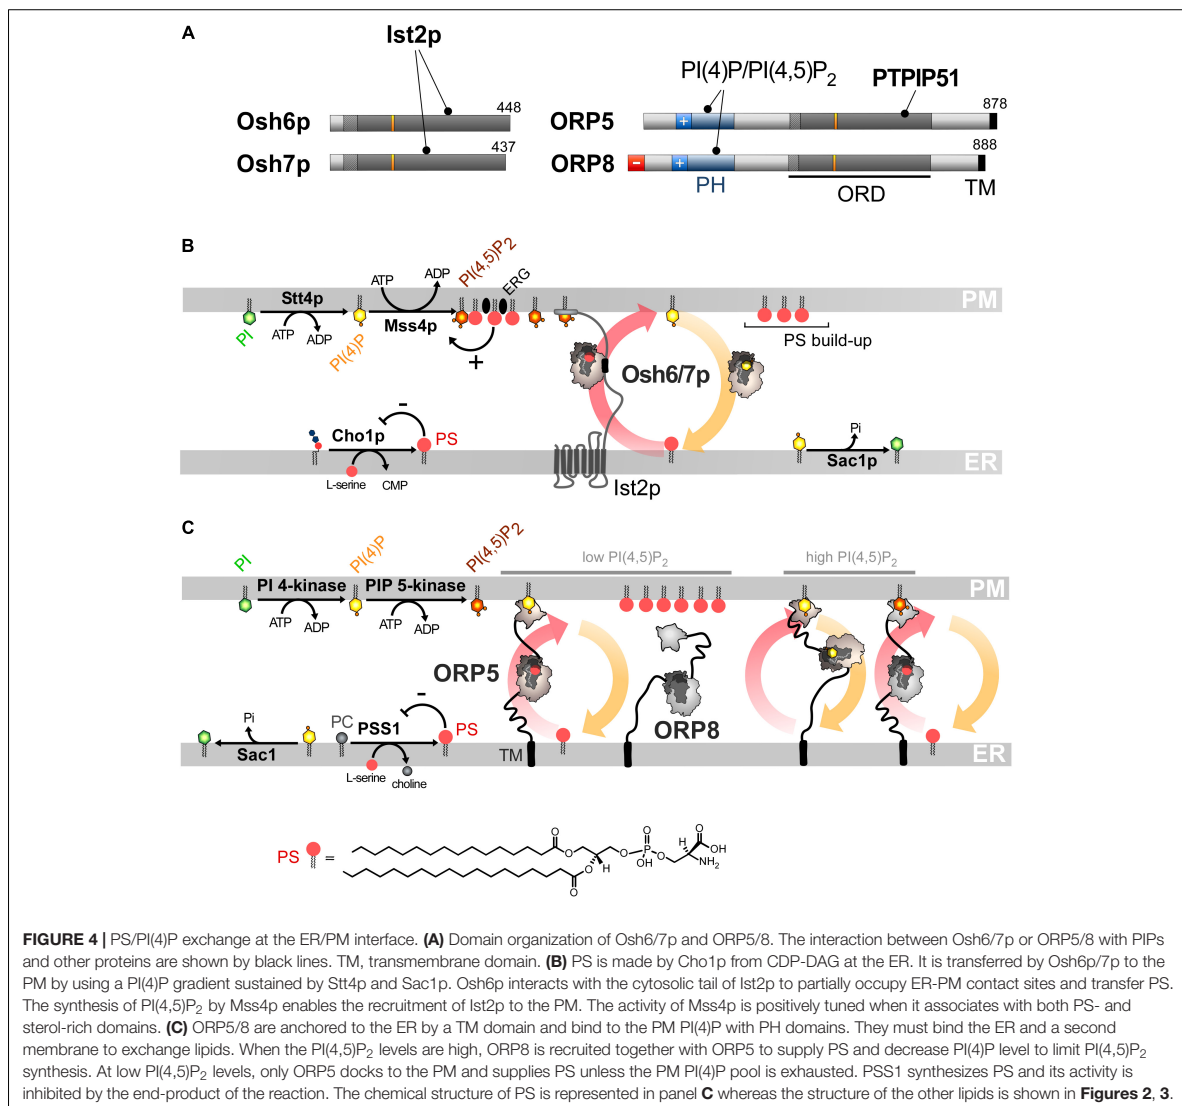 A
Ist2p
PI(4)P/PI(4,5)P2
PTPIP51
448
878
Osh6p
ORP5
+
437
888
Osh7p
ORP8
-
+
PH
ORD
TM
B
PI(4,5)P2
ATP
ADP
ERG
PM
Stt4p
Mss4p
PI
ATP
ADP
PI(4)P
+
PS build-up
Osh6/7p
-
Cho1p
PS
Pi
Sac1p
ER
L-serine
CMP
Ist2p
C
PI
PI(4)P
PI(4,5)P2
low PI(4,5)P2
high PI(4,5)P2
PI 4-kinase
PIP 5-kinase
PM
ATP
ADP
ATP
ADP
ORP5
-
ORP8
Pi
PC
PSS1
PS
Sac1
TM
ER
L-serine
choline
PS
=
O
O
O
O
P
OH
O
O
H
O
H
O
OH
NH2
FIGURE 4 | PS/PI(4)P exchange at the ER/PM interface. (A) Domain organization of Osh6/7p and ORP5/8. The interaction between Osh6/7p or ORP5/8 with PIPs
and other proteins are shown by black lines. TM, transmembrane domain. (B) PS is made by Cho1p from CDP-DAG at the ER. It is transferred by Osh6p/7p to the
PM by using a PI(4)P gradient sustained by Stt4p and Sac1p. Osh6p interacts with the cytosolic tail of Ist2p to partially occupy ER-PM contact sites and transfer PS.
The synthesis of PI(4,5)P2 by Mss4p enables the recruitment of Ist2p to the PM. The activity of Mss4p is positively tuned when it associates with both PS- and
sterol-rich domains. (C) ORP5/8 are anchored to the ER by a TM domain and bind to the PM PI(4)P with PH domains. They must bind the ER and a second
membrane to exchange lipids. When the PI(4,5)P2 levels are high, ORP8 is recruited together with ORP5 to supply PS and decrease PI(4)P level to limit PI(4,5)P2
synthesis. At low PI(4,5)P2 levels, only ORP5 docks to the PM and supplies PS unless the PM PI(4)P pool is exhausted. PSS1 synthesizes PS and its activity is
inhibited by the end-product of the reaction. The chemical structure of PS is represented in panel C whereas the structure of the other lipids is shown in Figures 2, 3.